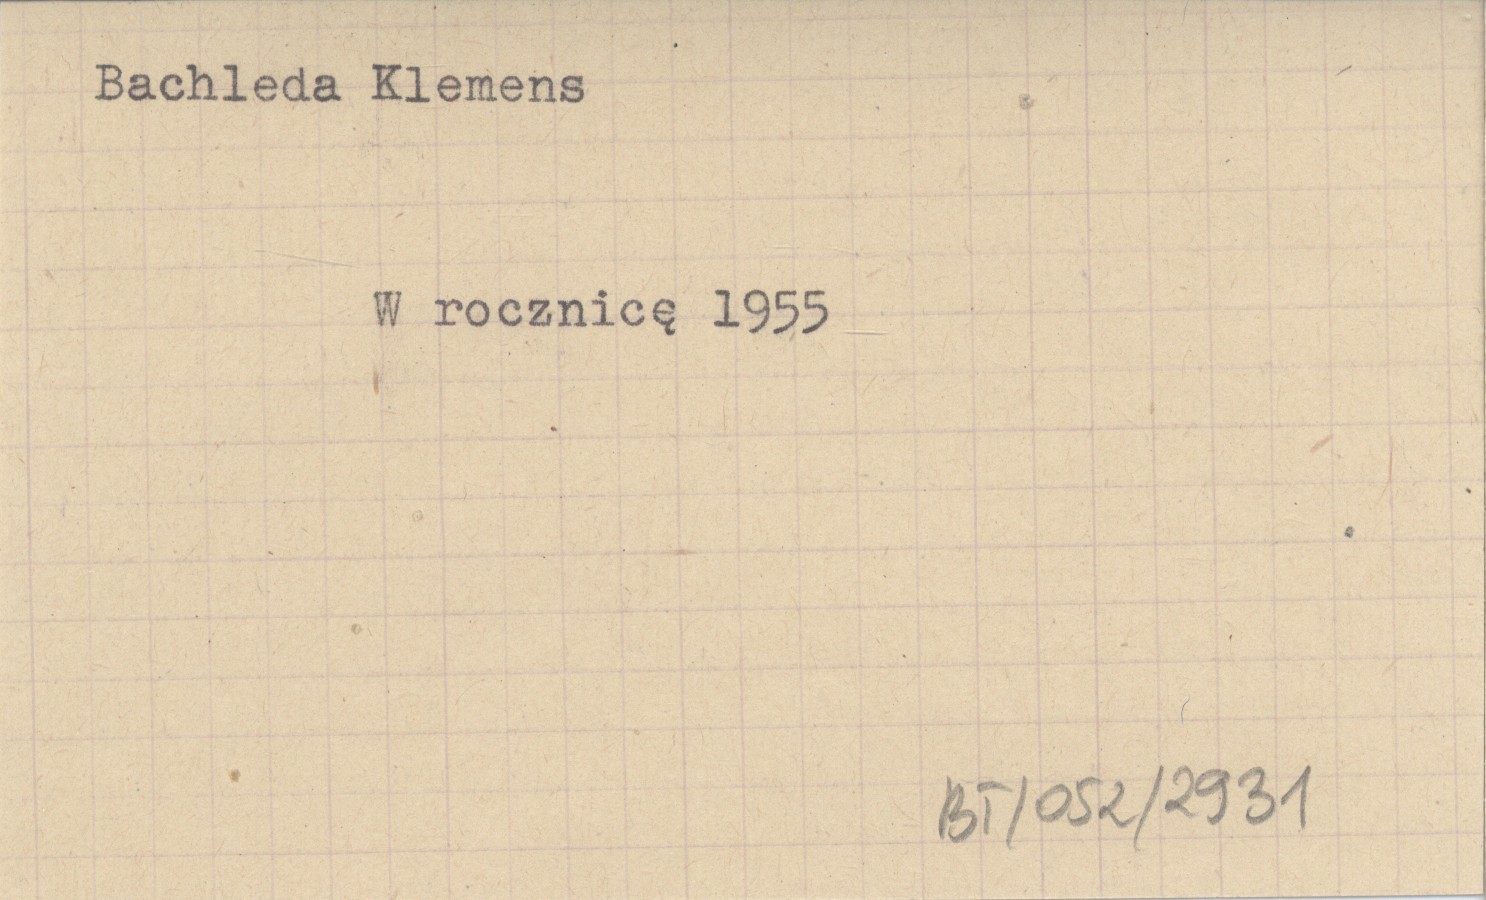 Bachleda Klemens
W rocznicę 1955
BT/052/2931